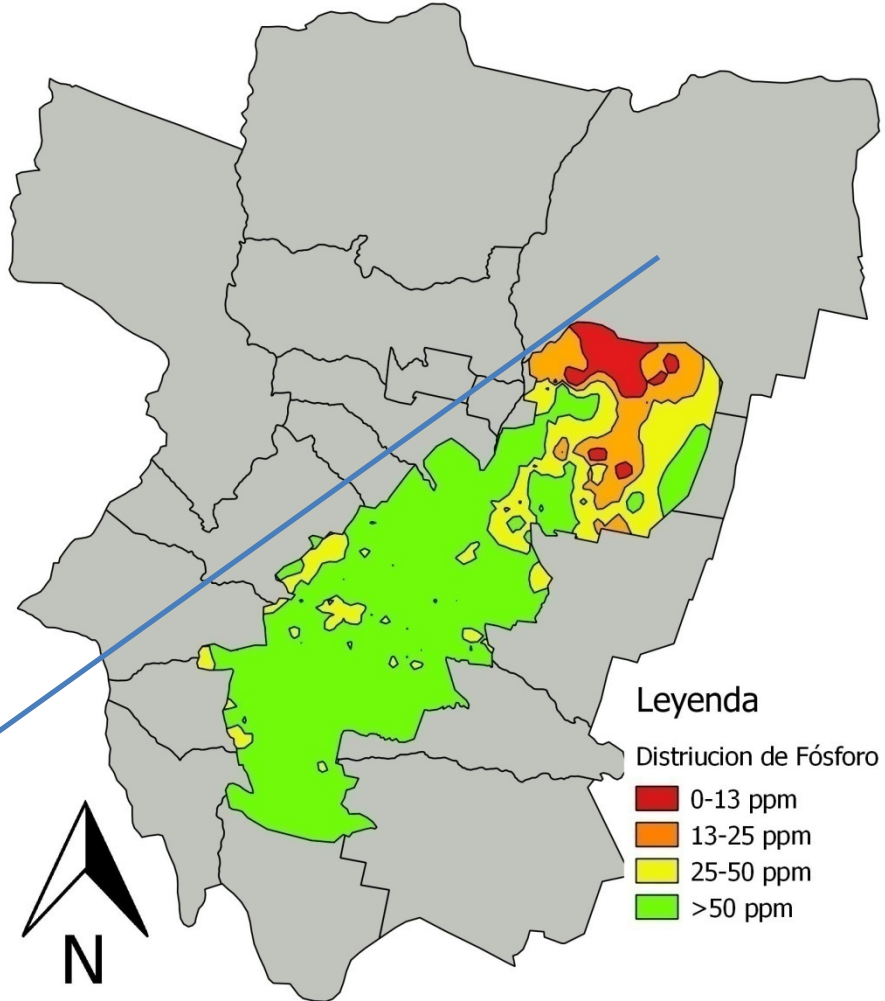 Leyenda
Distriucion de Fósforo
0-13 ppm
13-25 ppm
25-50 ppm
>50 ppm
N